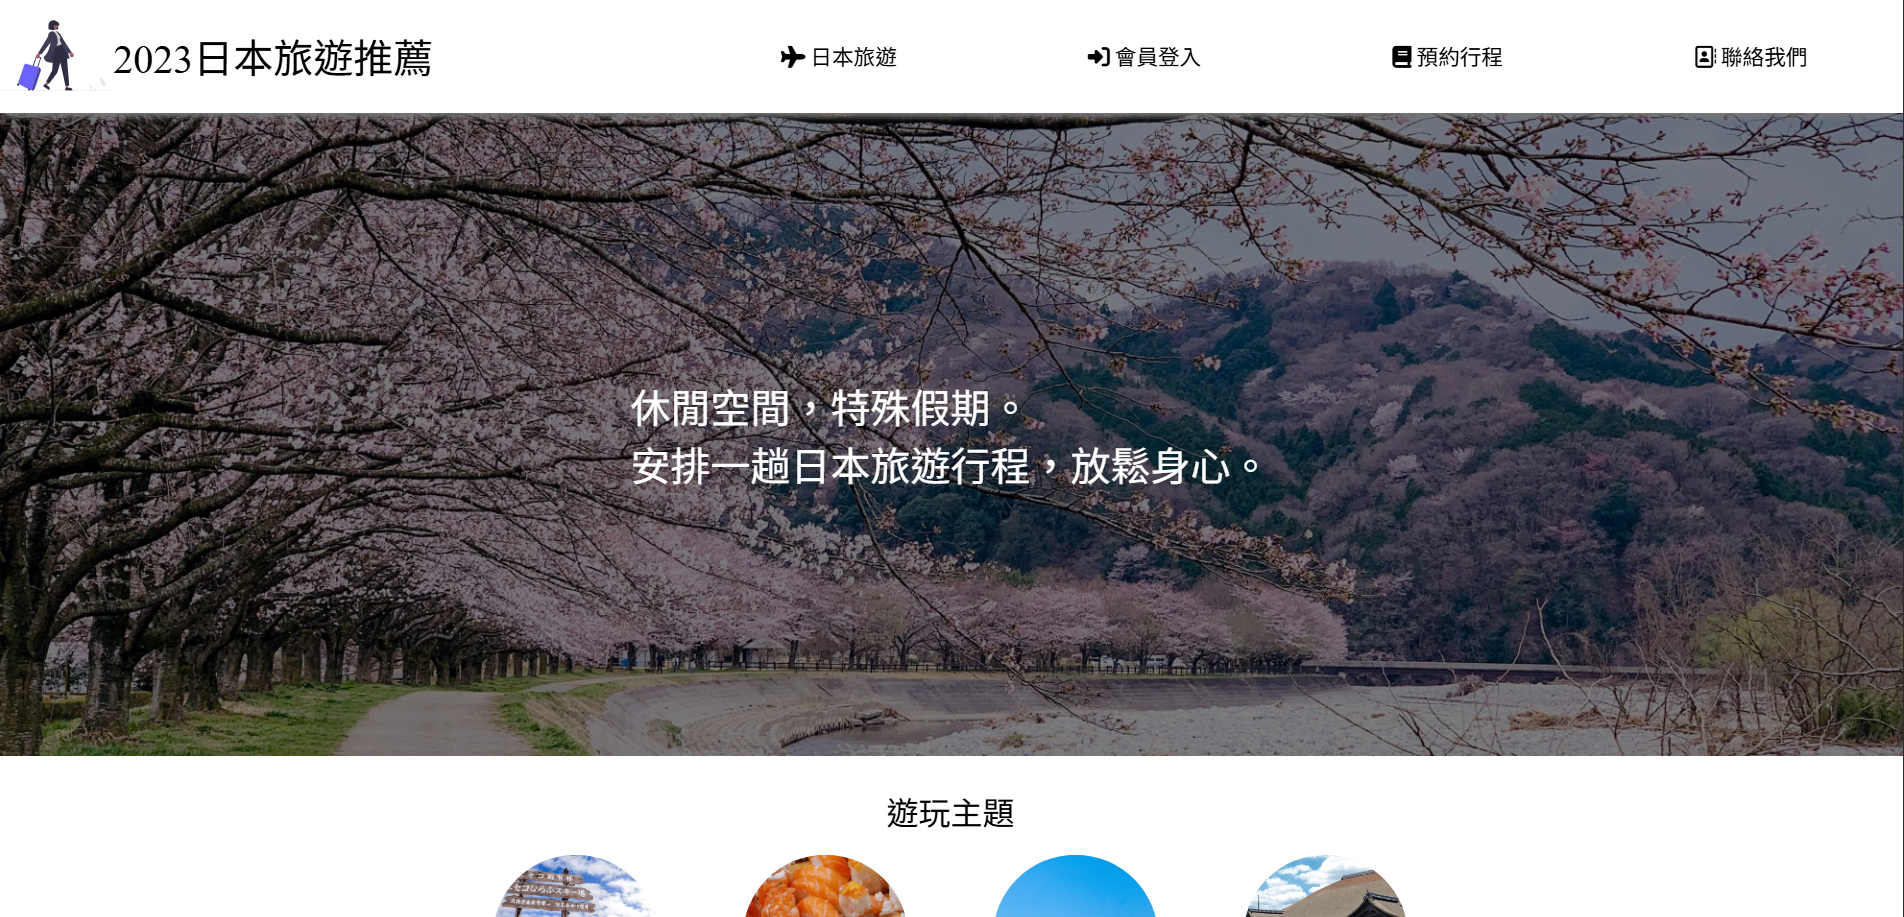 2023日本旅遊推薦
日本旅遊
會員登入
預約行程
聯絡我們
休閒空間，特殊假期。
安排一趟日本旅遊行程，放鬆身心。
遊玩主題